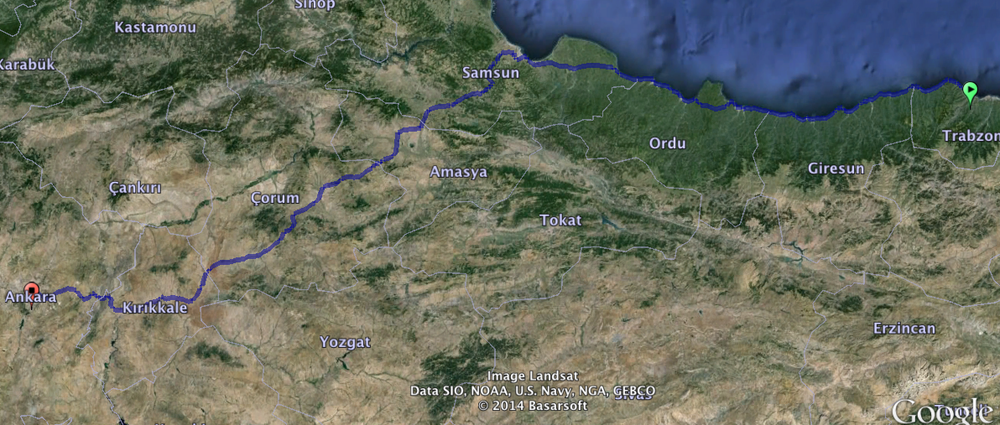 Sinop
Kastamonu
Karabük
Samsun
Trabzon
Ordu
Giresun
Amasya
Çankırı
Çorum
Tokat
Ankara
Kırıkkale
Erzincan
Yozgat
Image Landsat
Data SIO, NOAA, U.S. Navy, NGA, GEBCO
Sivas
© 2014 Basarsoft
Google